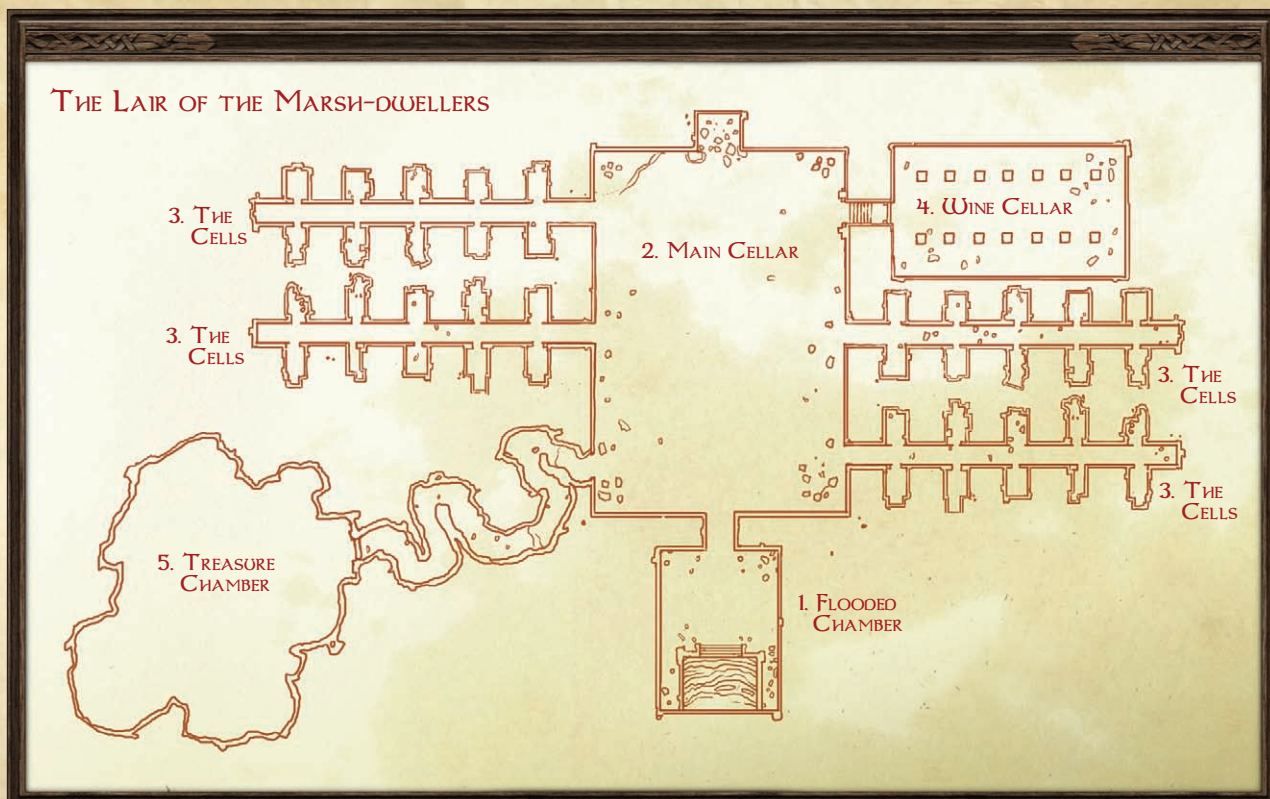 The Lair of the Marsh-dwellers
3. The
Cells
4. Wine Cellar
2. Main Cellar
3. The
Cells
3. The
Cells
3. The
Cells
5. Treasure
Chamber
1. Flooded
Chamber